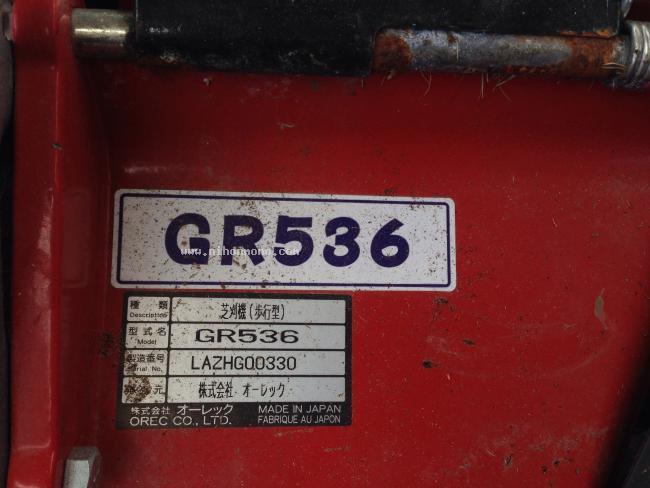 GR536
www.nihonmono.com
種類 芝刈機(歩行型)
Description
型式名 GR536
Model
製造番号 LAZHG00330
Serial No.
元 株式会社 オーレック
株式会社 オーレック MADE IN JAPAN
OREC CO., LTD. FABRIQUE AU JAPON